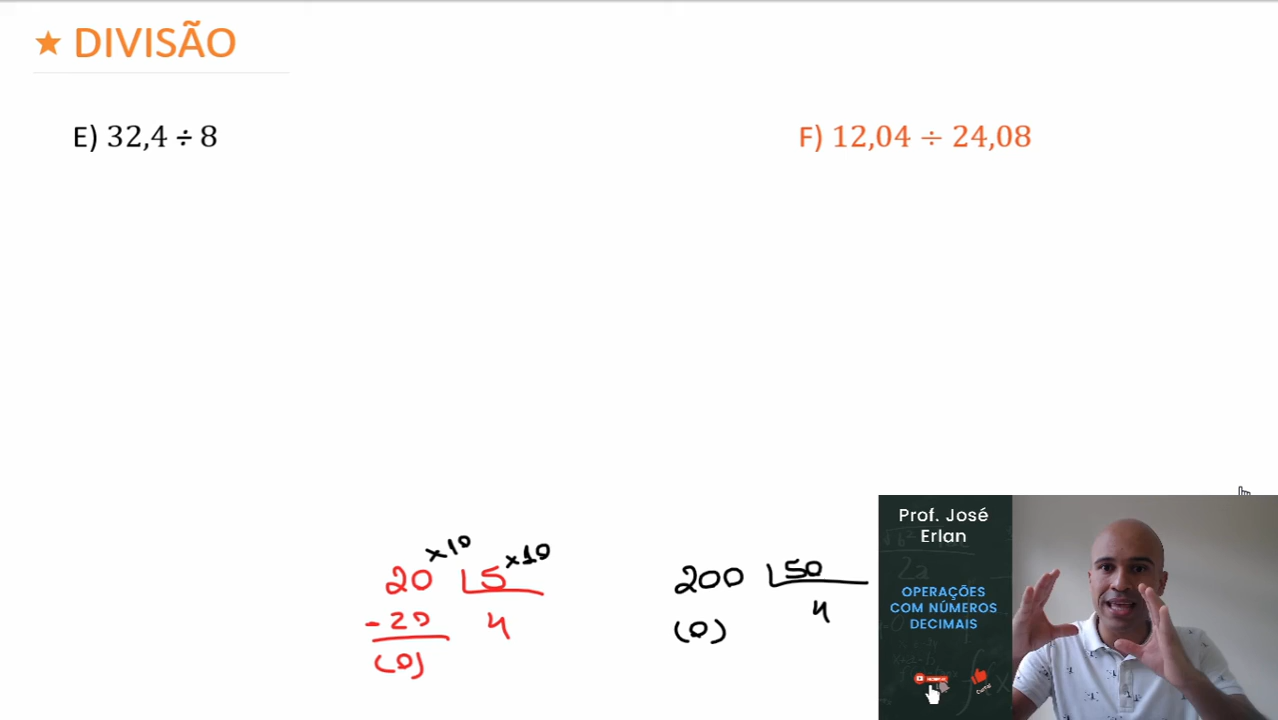 DIVISÃO
E) 32,4 ÷ 8
F) 12,04 ÷ 24,08
×10 ×10
20 5
-20 4
(0)
200 50
4
(0)
Prof. José
Erlan
OPERAÇÕES
COM NÚMEROS
DECIMAIS